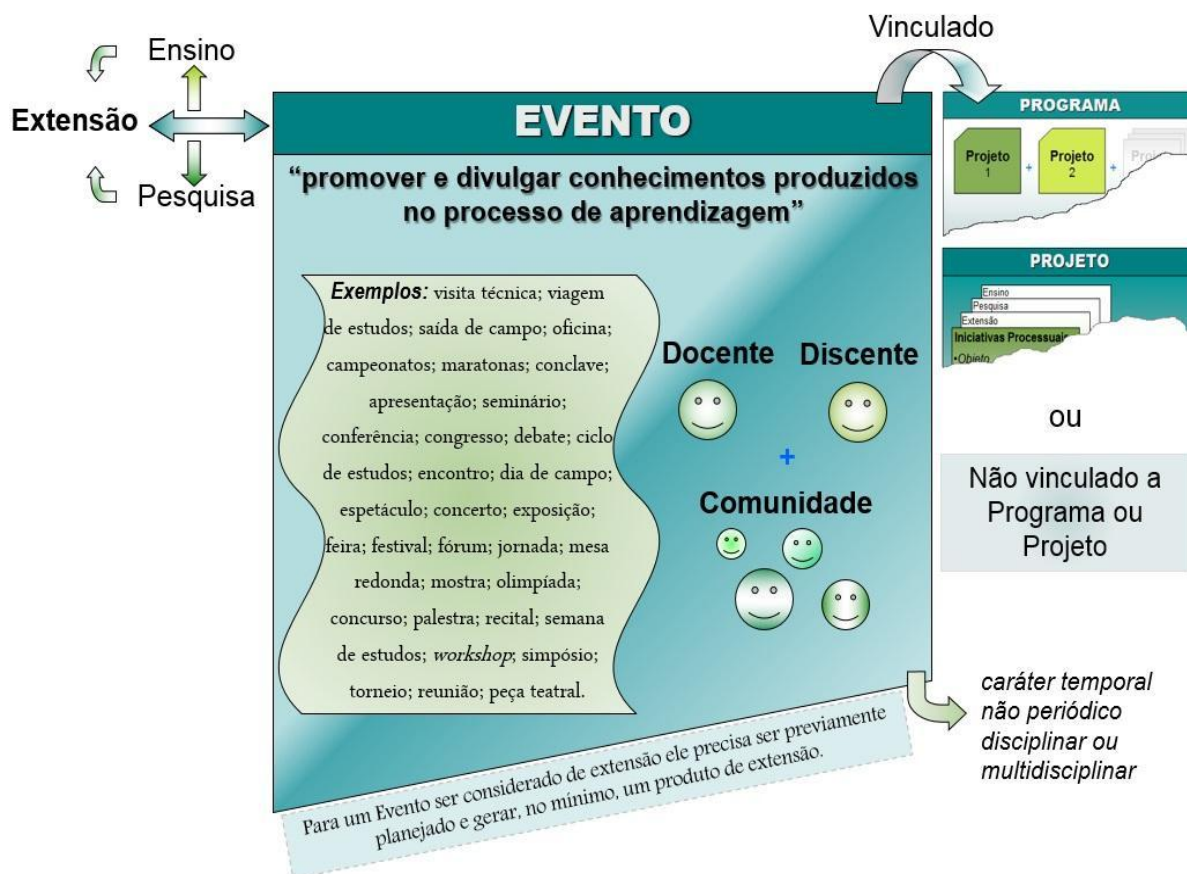 Ensino
Extensão
Pesquisa
Vinculado
EVENTO
“promover e divulgar conhecimentos produzidos
no processo de aprendizagem”
Exemplos: visita técnica; viagem
de estudos; saída de campo; oficina;
campeonatos; maratonas; conclave;
apresentação; seminário;
conferência; congresso; debate; ciclo
de estudos; encontro; dia de campo;
espetáculo; concerto; exposição;
feira; festival; fórum; jornada; mesa
redonda; mostra; olimpíada;
concurso; palestra; recital; semana
de estudos; workshop; simpósio;
torneio; reunião; peça teatral.
Docente
Discente
+
Comunidade
Para um Evento ser considerado de extensão ele precisa ser previamente
planejado e gerar, no mínimo, um produto de extensão.
PROGRAMA
Projeto
1
+
Projeto
2
+
PROJETO
Ensino
Pesquisa
Extensão
Iniciativas Processuais
•Objeto
ou
Não vinculado a
Programa ou
Projeto
caráter temporal
não periódico
disciplinar ou
multidisciplinar